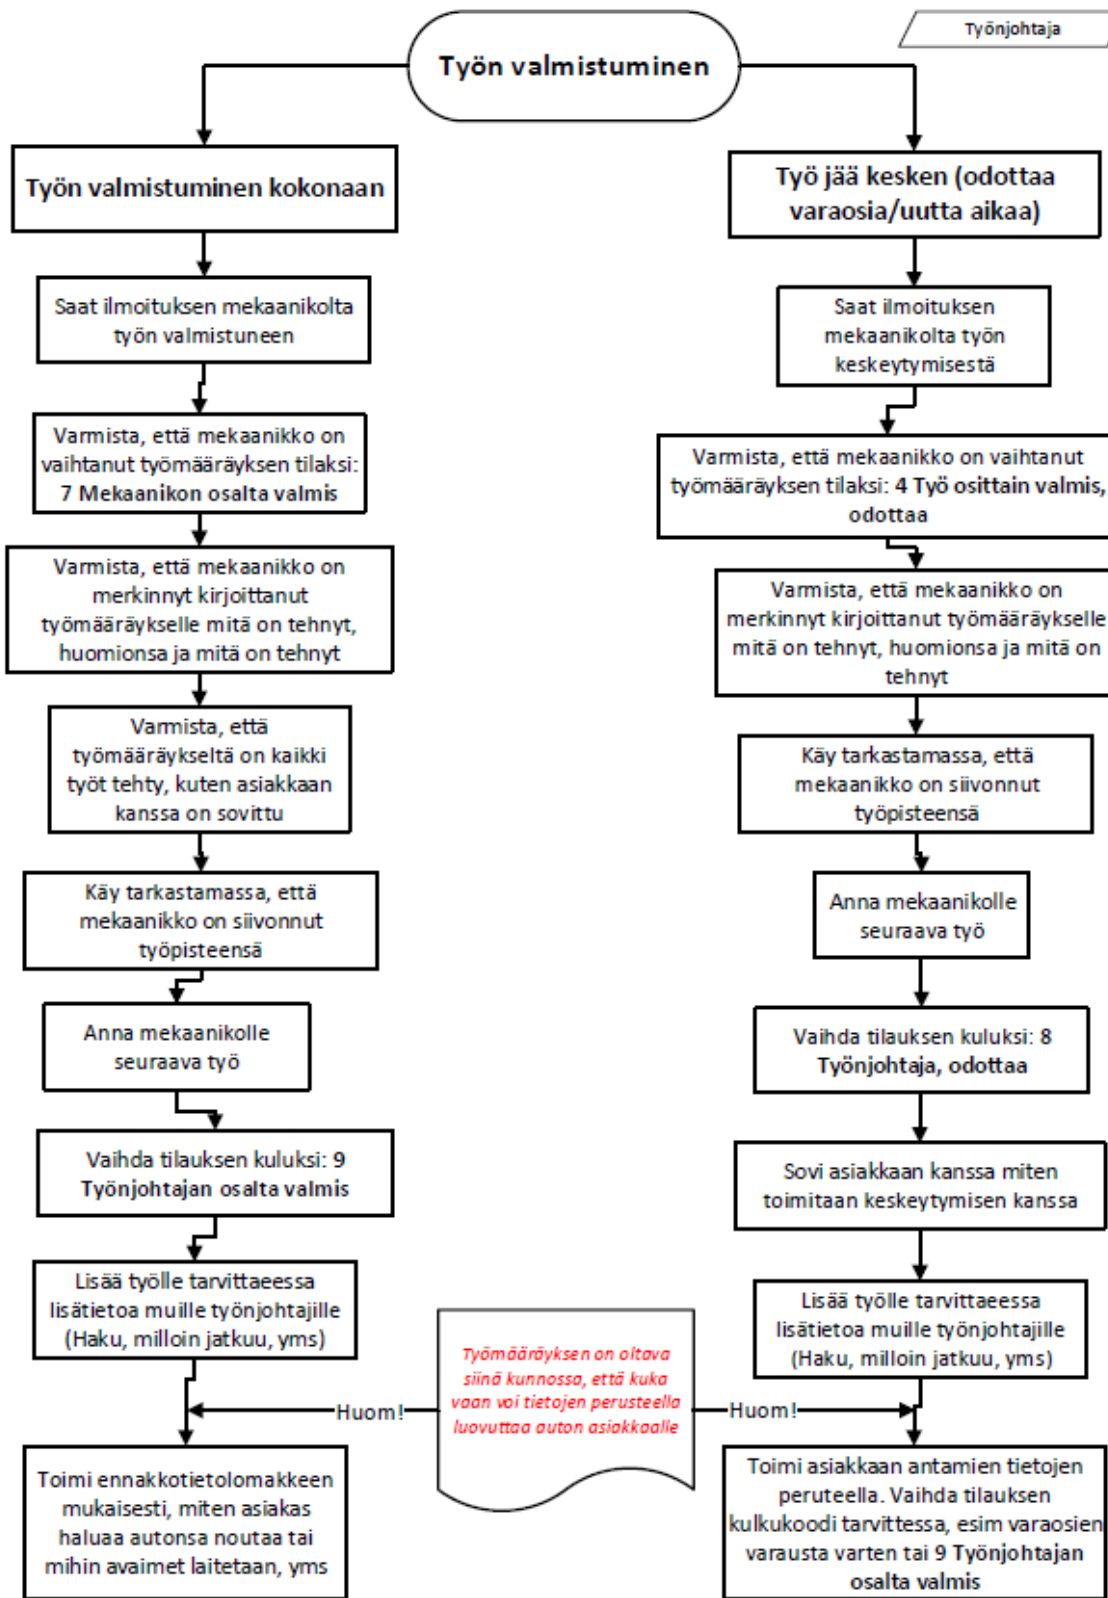 Työnjohtaja
Työn valmistuminen
Työn valmistuminen kokonaan
Saat ilmoituksen mekaanikolta
työn valmistuneen
Varmista, että mekaanikko on
vaihtanut työmääräyksen tilaksi:
7 Mekaanikon osalta valmis
Varmista, että mekaanikko on
merkinnyt kirjoittanut
työmääräykselle mitä on tehnyt,
huomionsa ja mitä on tehnyt
Varmista, että
työmääräykseltä on kaikki
työt tehty, kuten asiakkaan
kanssa on sovittu
Käy tarkastamassa, että
mekaanikko on siivonnut
työpisteensä
Anna mekaanikolle
seuraava työ
Vaihda tilauksen kuluksi: 9
Työnjohtajan osalta valmis
Lisää työlle tarvittaeessa
lisätietoa muille työnjohtajille
(Haku, milloin jatkuu, yms)
Toimi ennakkotietolomakkeen
mukaisesti, miten asiakas
haluaa autonsa noutaa tai
mihin avaimet laitetaan, yms
Huom!
Työmääräyksen on oltava
siinä kunnossa, että kuka
vaan voi tietojen perusteella
luovuttaa auton asiakkaalle
Huom!
Työ jää kesken (odottaa
varaosia/uutta aikaa)
Saat ilmoituksen
mekaanikolta työn
keskeytymisestä
Varmista, että mekaanikko on vaihtanut
työmääräyksen tilaksi: 4 Työ osittain valmis,
odottaa
Varmista, että mekaanikko on
merkinnyt kirjoittanut työmääräykselle
mitä on tehnyt, huomionsa ja mitä on
tehnyt
Käy tarkastamassa, että
mekaanikko on siivonnut
työpisteensä
Anna mekaanikolle
seuraava työ
Vaihda tilauksen kuluksi: 8
Työnjohtaja, odottaa
Sovi asiakkaan kanssa miten
toimitaan keskeytymisen kanssa
Lisää työlle tarvittaeessa
lisätietoa muille työnjohtajille
(Haku, milloin jatkuu, yms)
Toimi asiakkaan antamien tietojen
peruteella. Vaihda tilauksen
kulkukoodi tarvittessa, esim varaosien
varausta varten tai 9 Työnjohtajan
osalta valmis